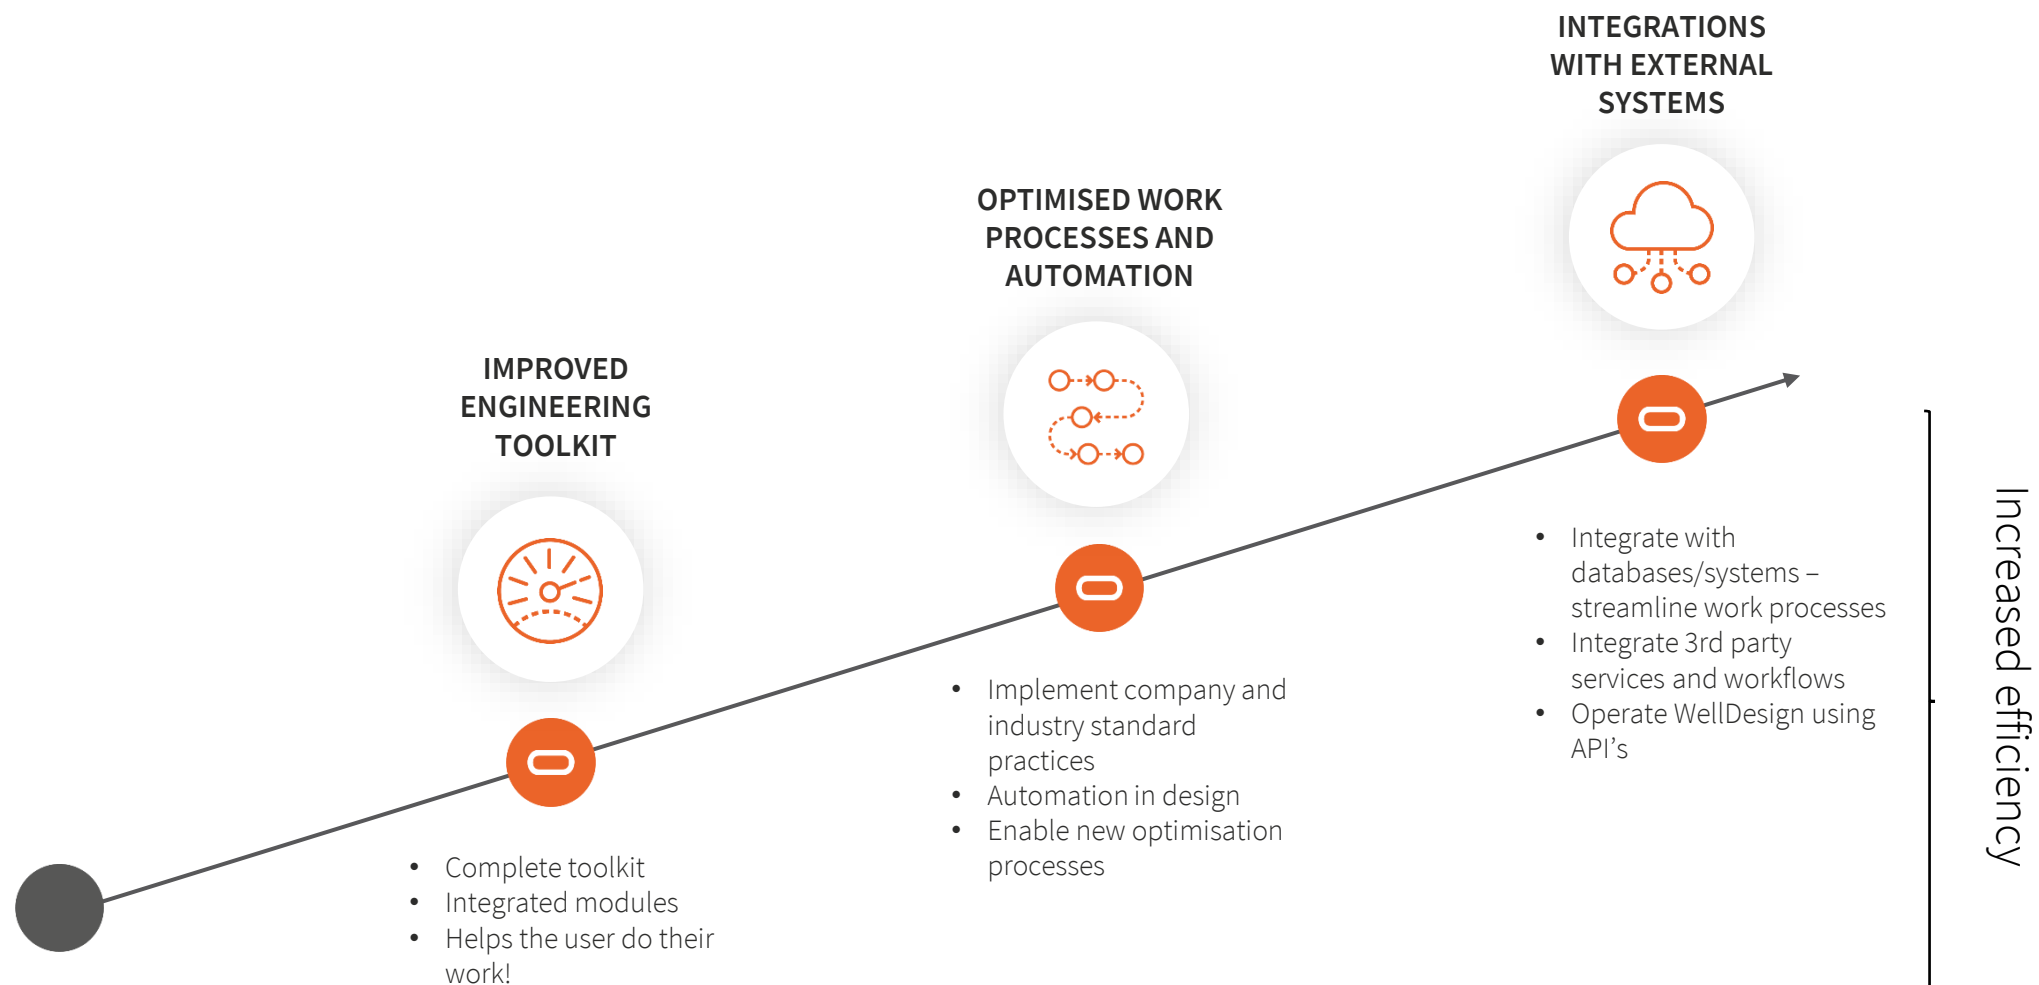 INTEGRATIONS
WITH EXTERNAL
SYSTEMS
OPTIMISED WORK
PROCESSES AND
AUTOMATION
IMPROVED
ENGINEERING
TOOLKIT
• Complete toolkit
• Integrated modules
• Helps the user do their
work!
• Implement company and
industry standard
practices
• Automation in design
• Enable new optimisation
processes
• Integrate with
databases/systems –
streamline work processes
• Integrate 3rd party
services and workflows
• Operate WellDesign using
API’s
Increased efficiency